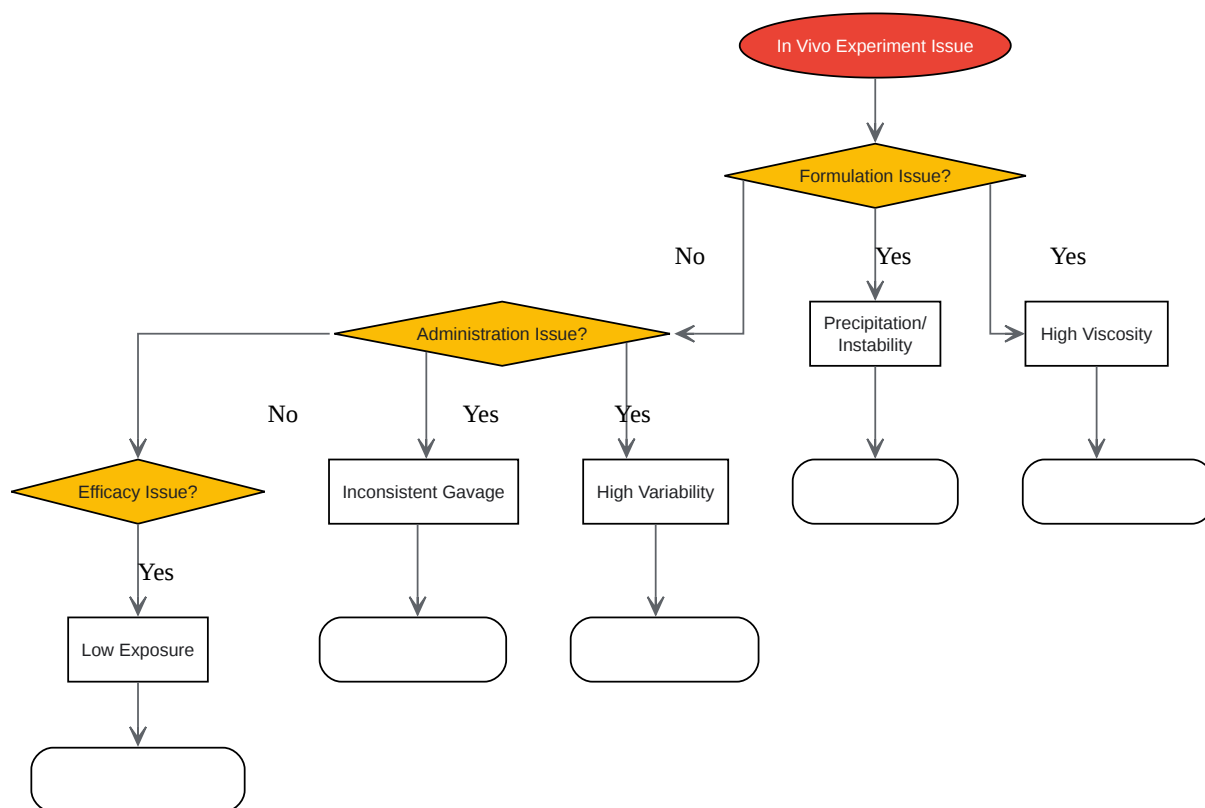 In Vivo Experiment Issue
Formulation Issue?
No
Yes
Yes
Administration Issue?
Precipitation/
Instability
High Viscosity
No
Yes
Yes
Efficacy Issue?
Inconsistent Gavage
High Variability
Yes
Low Exposure